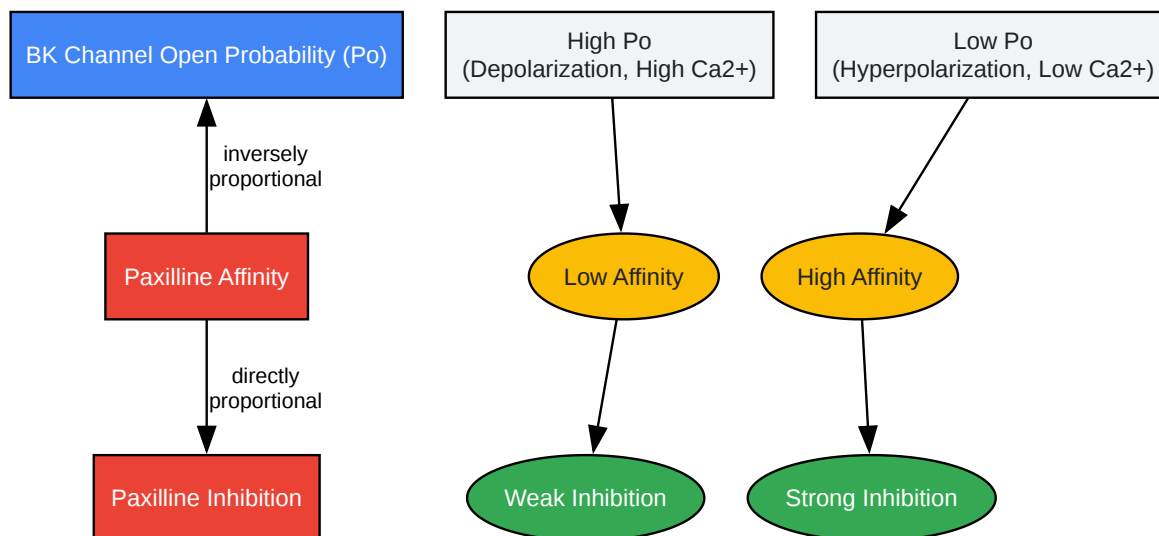 BK Channel Open Probability (Po)
High Po
(Depolarization, High Ca2+)
Low Po
(Hyperpolarization, Low Ca2+)
inversely
proportional
Paxilline Affinity
Low Affinity
High Affinity
directly
proportional
Paxilline Inhibition
Weak Inhibition
Strong Inhibition